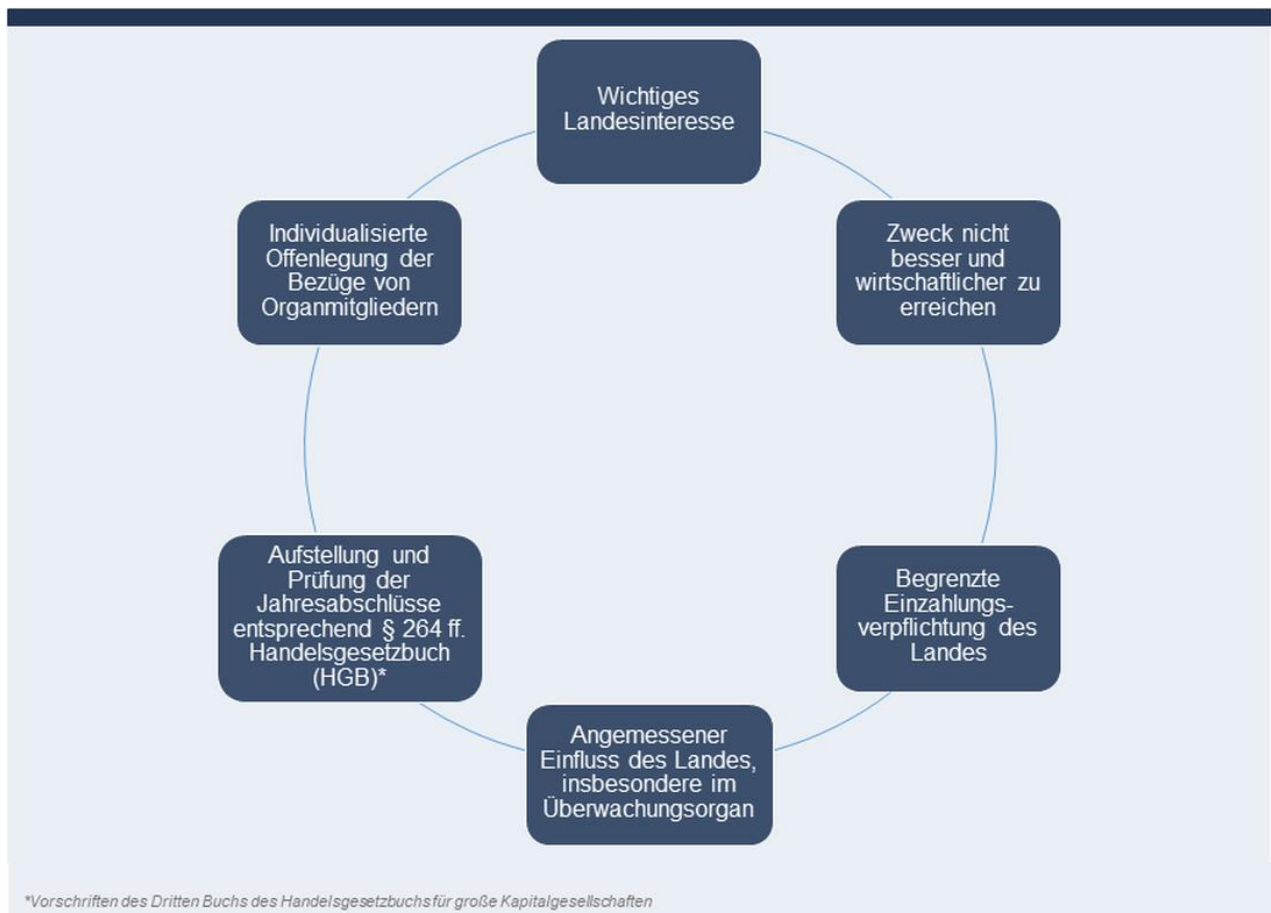 Wichtiges
Landesinteresse
Zweck nicht
besser und
wirtschaftlicher zu
erreichen
Begrenzte
Einzahlungs-
verpflichtung des
Landes
Angemessener
Einfluss des Landes,
insbesondere im
Überwachungsorgan
Aufstellung und
Prüfung der
Jahresabschlüsse
entsprechend § 264 ff.
Handelsgesetzbuch
(HGB)*
Individualisierte
Offenlegung der
Bezüge von
Organmitgliedern
*Vorschriften des Dritten Buchs des Handelsgesetzbuchs für große Kapitalgesellschaften